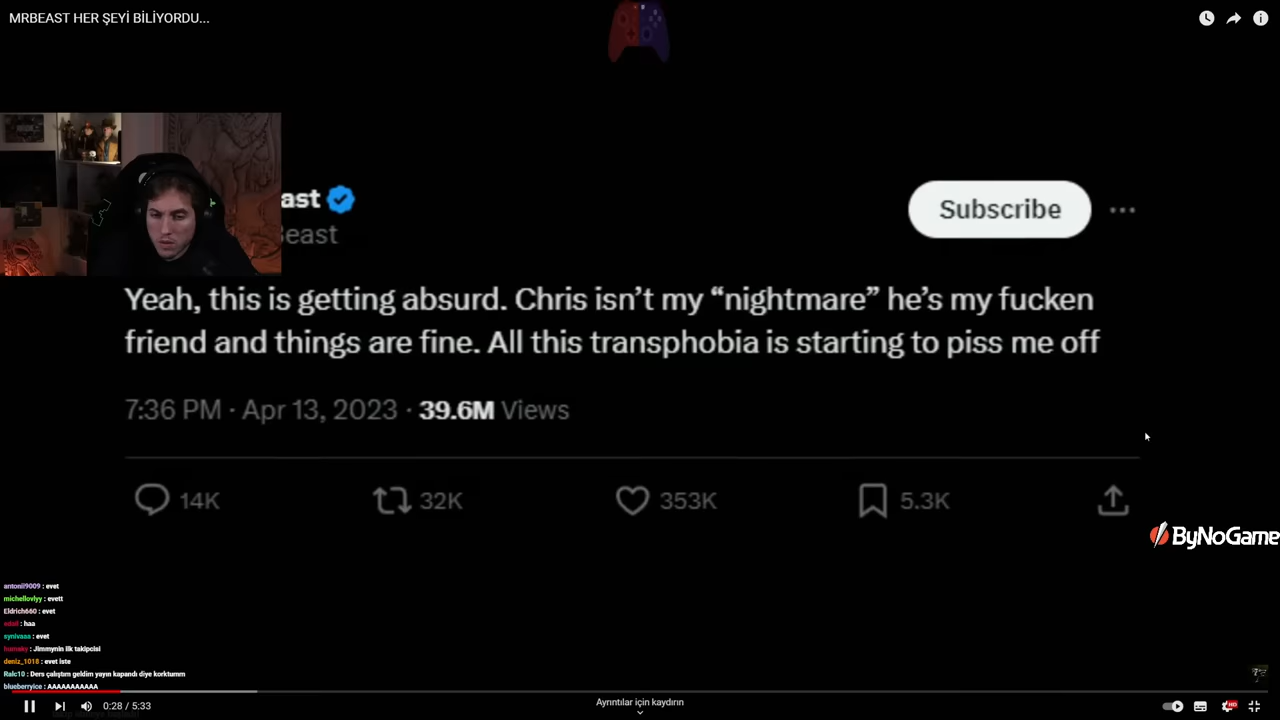 MRBEAST HER ŞEYİ BİLİYORDU...
ast
Beast
Subscribe
Yeah, this is getting absurd. Chris isn’t my “nightmare” he’s my fucken
friend and things are fine. All this transphobia is starting to piss me off
7:36 PM · Apr 13, 2023 · 39.6M Views
14K
32K
353K
5.3K
ByNoGame
antonii9009 : evet
michellovlyy : evett
Eldrich660 : evet
: haa
synivaaa : evet
: Jimmynin ilk takipcisi
deniz_1018 : evet iste
Ralc10 : Ders çalıştım geldim yayın kapandı diye korktumm
blueberryice : AAAAAAAAAAA
0:28 / 5:33
Ayrıntılar için kaydırın
HD